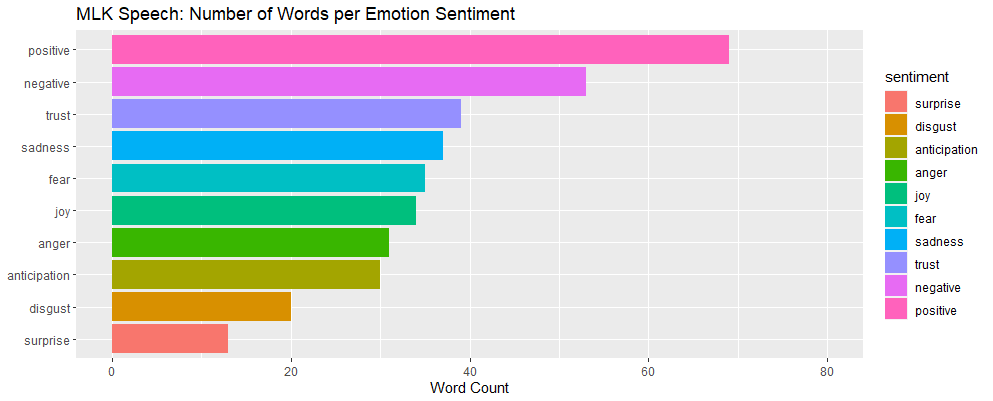 MLK Speech: Number of Words per Emotion Sentiment
positive
negative
trust
sadness
fear
joy
anger
anticipation
disgust
surprise
0 20 40 60 80
Word Count
sentiment
surprise
disgust
anticipation
anger
joy
fear
sadness
trust
negative
positive